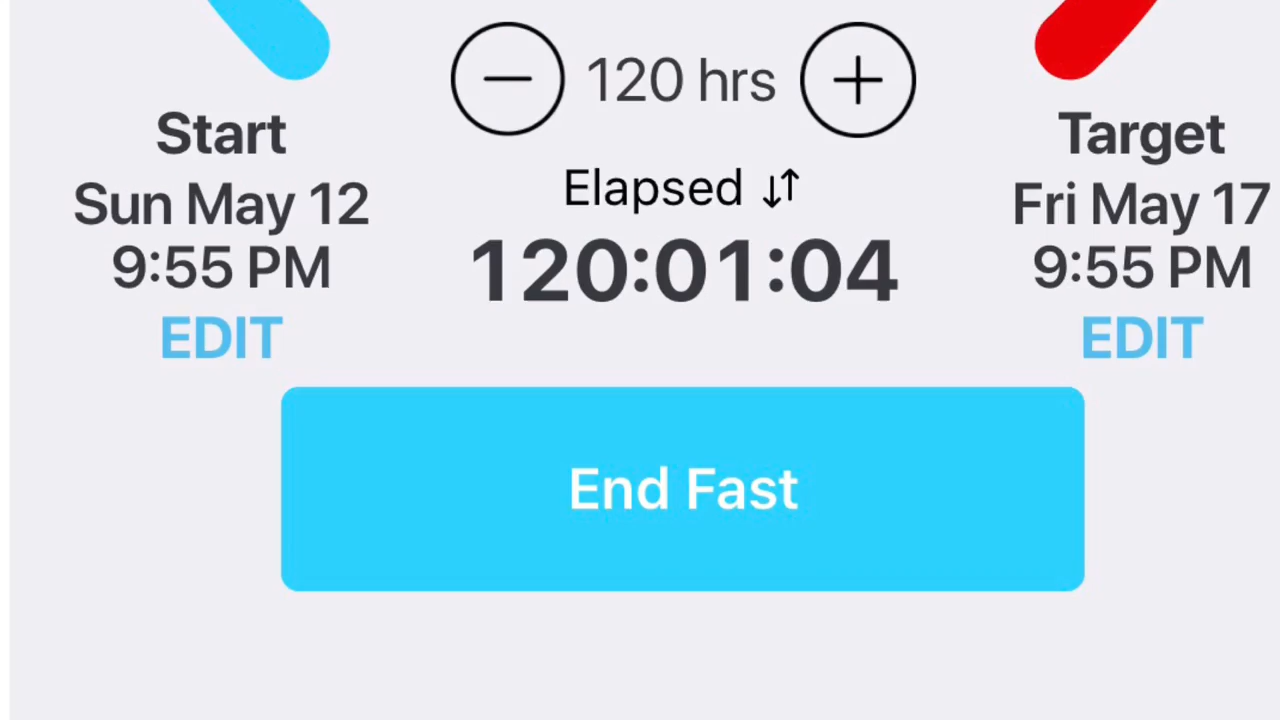 120 hrs
Start
Sun May 12
9:55 PM
EDIT
Elapsed
120:01:04
Target
Fri May 17
9:55 PM
EDIT
End Fast